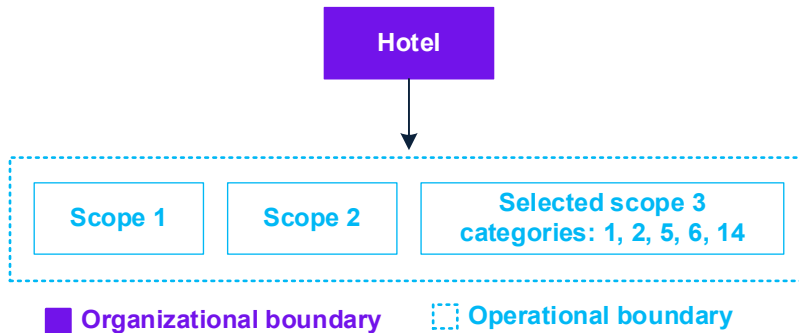 Hotel
Scope 1
Scope 2
Selected scope 3
categories: 1, 2, 5, 6, 14
Organizational boundary
Operational boundary